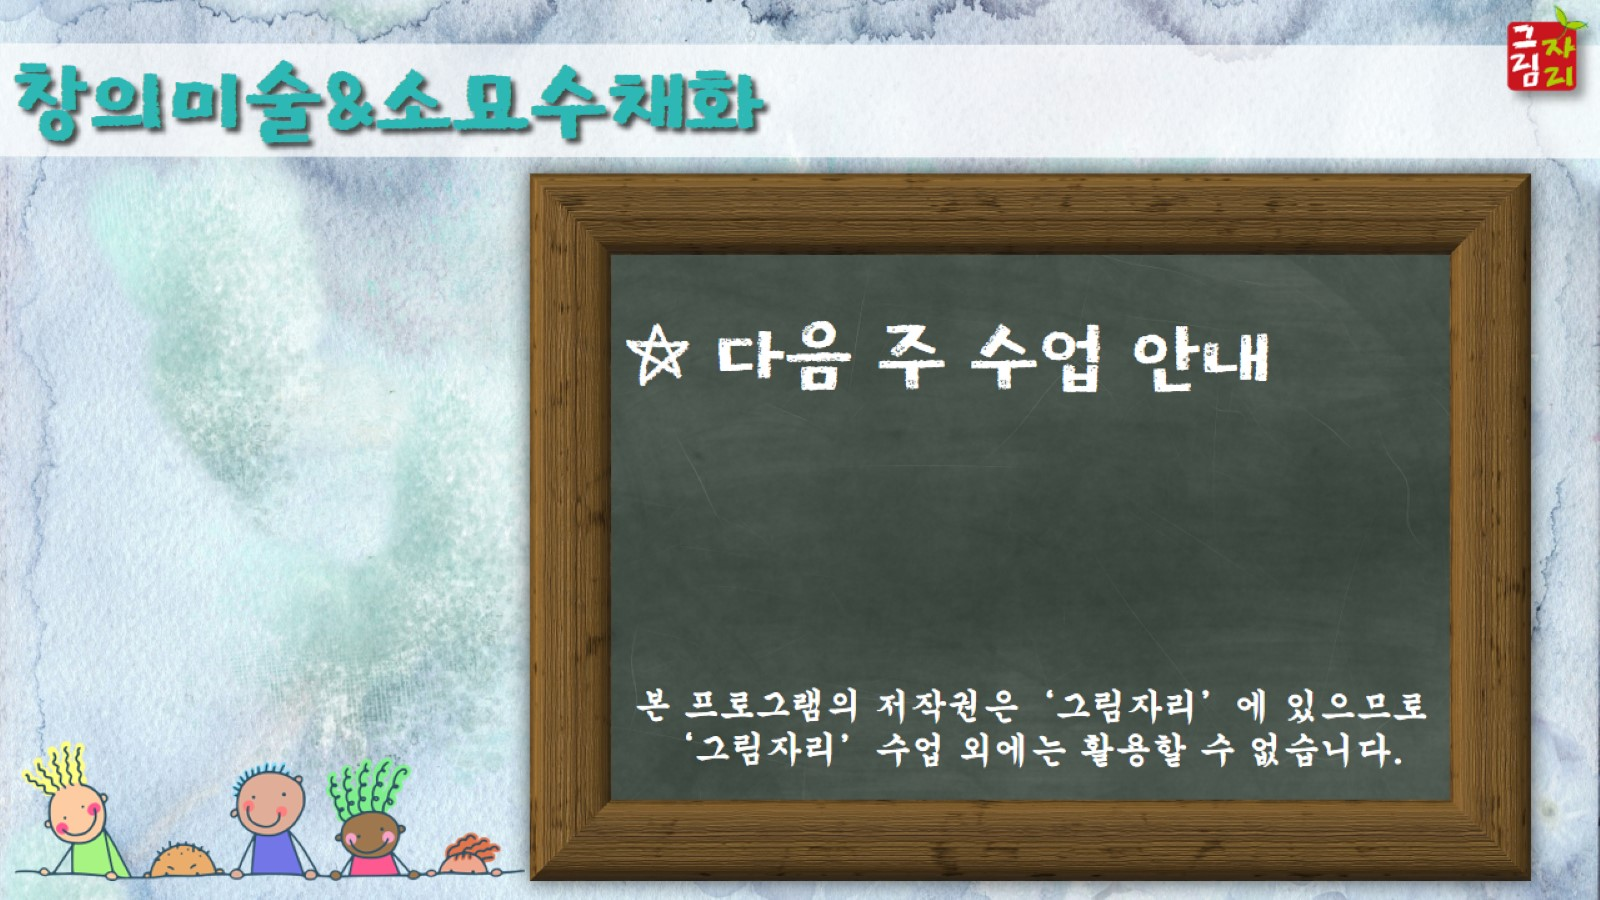 창의미술&소묘수채화
그림
자리
☆ 다음 주 수업 안내
본 프로그램의 저작권은 ‘그림자리’ 에 있으므로
‘그림자리’ 수업 외에는 활용할 수 없습니다.